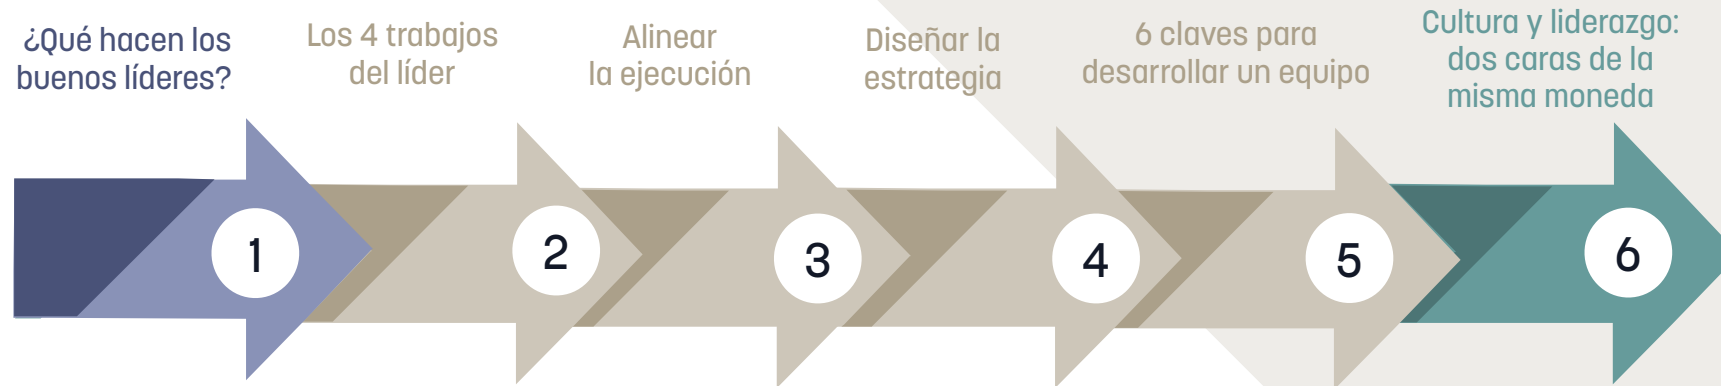 ¿Qué hacen los
buenos líderes?
Los 4 trabajos
del líder
Alinear
la ejecución
Diseñar la
estrategia
6 claves para
desarrollar un equipo
Cultura y liderazgo:
dos caras de la
misma moneda
1
2
3
4
5
6